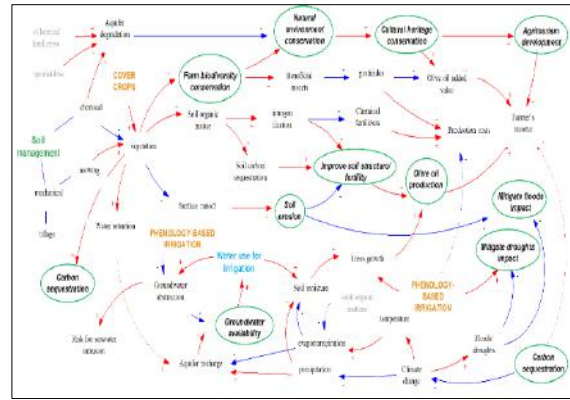 Aquifer
degradation
Natural
environment
conservation
Cultural heritage
conservation
Agritourism
development
COVER
CROPS
Farm biodiversity
conservation
Beneficial
insects
pesticides
Olive oil added
value
chemical
Soil organic
matter
nitrogen
fixation
Chemical
fertilizers
Production costs
Farmer's
income
Soil
management
vegetation
mowing
Soil carbon
sequestration
Improve soil structure/
fertility
Olive oil
production
mechanical
Surface runoff
Soil
erosion
Mitigate floods
impact
Water retention
tillage
PHENOLOGY-BASED
IRRIGATION
Water use for
irrigation
Mitigate droughts
impact
Carbon
sequestration
Groundwater
abstraction
Soil moisture
Trees growth
PHENOLOGY-
BASED
IRRIGATION
Soil organic
matter
Groundwater
availability
temperature
Risk for seawater
intrusion
evapotranspiration
Floods/
droughts
Carbon
sequestration
Aquifer recharge
precipitation
Climate
change